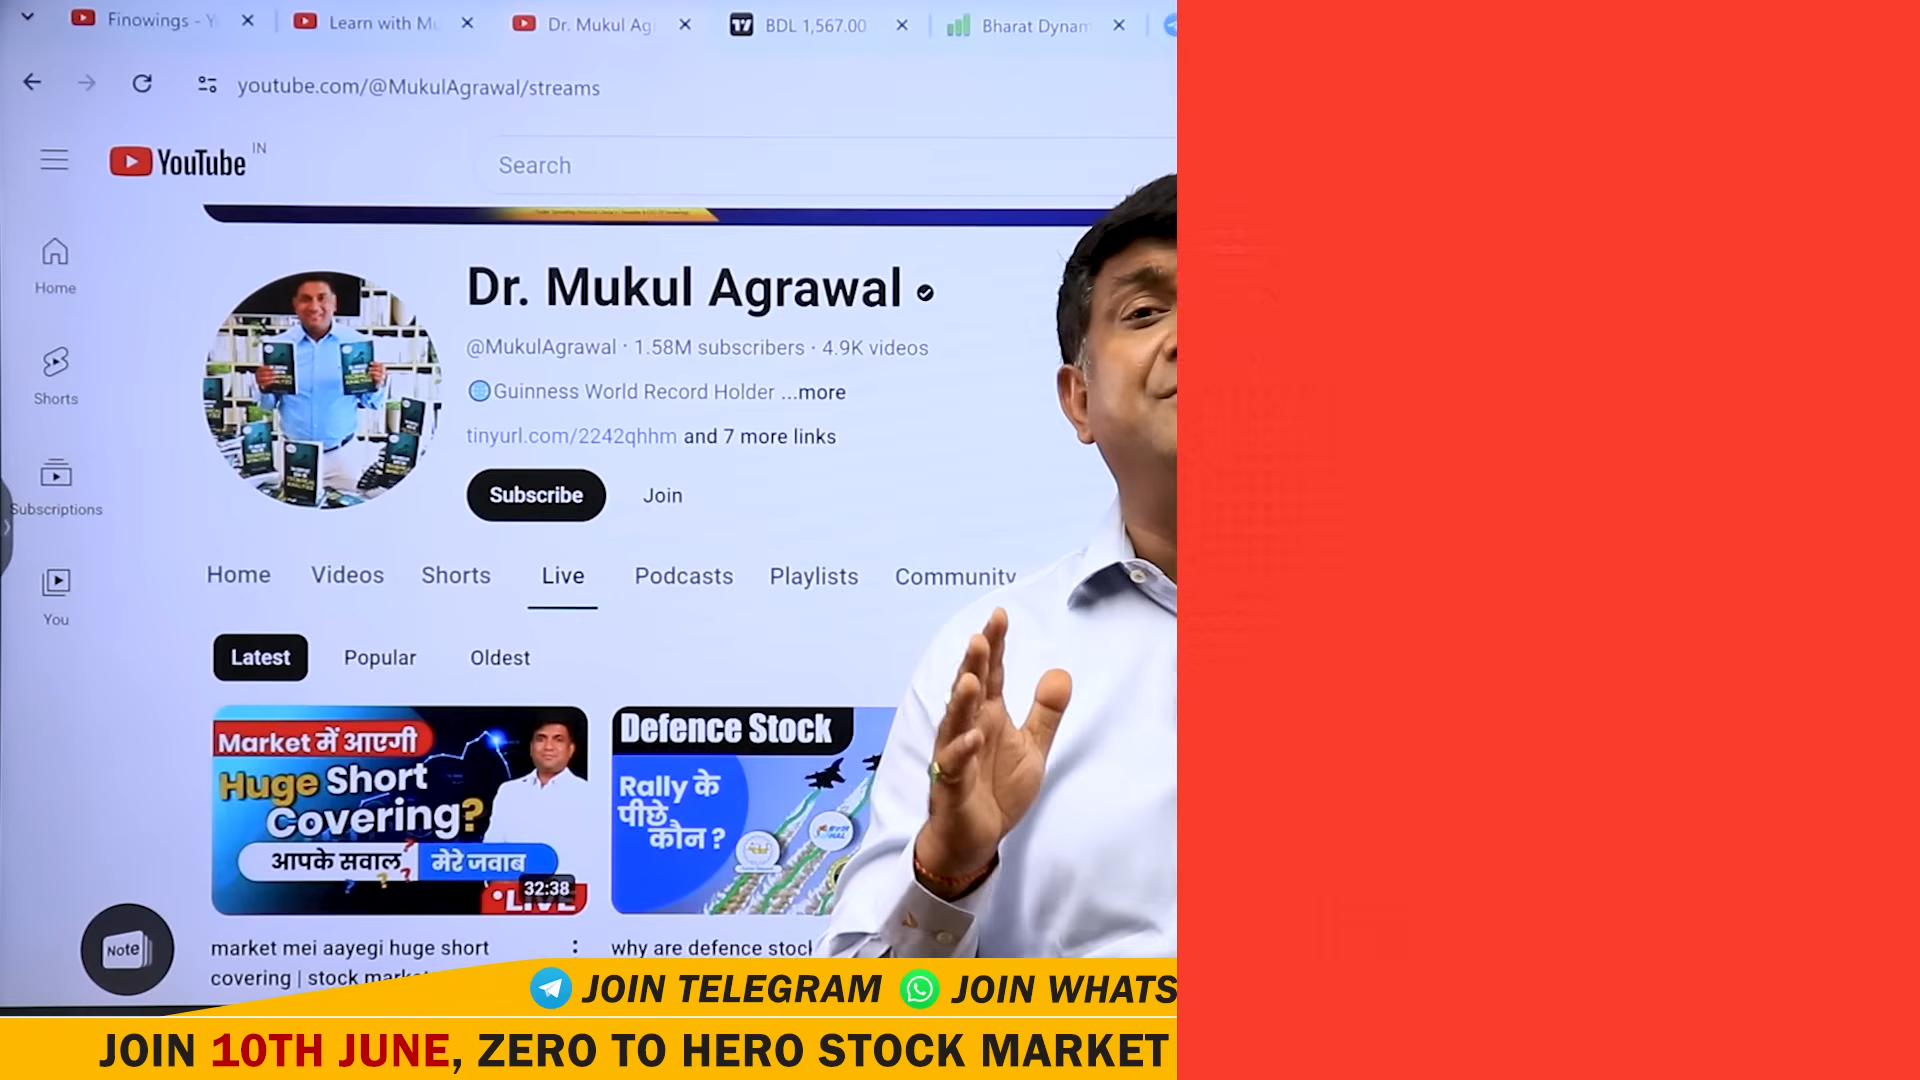 Finowings - Y
Learn with Mu
Dr. Mukul Ag
BDL 1,567.00
Bharat Dynam
youtube.com/@MukulAgrawal/streams
YouTube IN
Search
Home
Shorts
Subscriptions
You
Dr. Mukul Agrawal
@MukulAgrawal · 1.58M subscribers · 4.9K videos
Guinness World Record Holder ...more
tinyurl.com/2242qhhm and 7 more links
Subscribe Join
Home Videos Shorts Live Podcasts Playlists Community
Latest Popular Oldest
Market में आएगी
Huge Short
Covering?
आपके सवाल मेरे जवाब
32:38
LIVE
Defence Stock
Rally के
पीछे
कौन ?
HAL
market mei aayegi huge short
covering | stock marke
why are defence stock
Note
JOIN TELEGRAM JOIN WHATS
JOIN 10TH JUNE, ZERO TO HERO STOCK MARKET